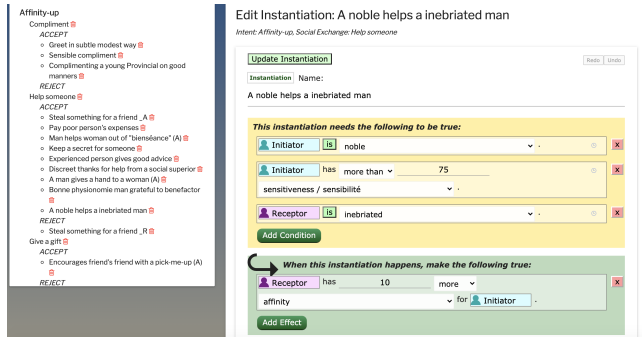 Affinity-up
Compliment
ACCEPT
Greet in subtle modest way
Sensible compliment
Complimenting a young Provincial on good
manners
REJECT
Help someone
ACCEPT
Steal something for a friend _A
Pay poor person's expenses
Man helps woman out of "bienséance" (A)
Keep a secret for someone
Experienced person gives good advice
Discreet thanks for help from a social superior
A man gives a hand to a woman (A)
Bonne physionomie man grateful to benefactor
A noble helps a inebriated man
REJECT
Steal something for a friend _R
Give a gift
ACCEPT
Encourages friend's friend with a pick-me-up (A)
REJECT
Edit Instantiation: A noble helps a inebriated man
Intent: Affinity-up, Social Exchange: Help someone
Update Instantiation Redo Undo
Instantiation Name:
A noble helps a inebriated man
This instantiation needs the following to be true:
Initiator is noble . x
Initiator has more than 75 x
sensitiveness / sensibilité .
Receptor is inebriated . x
Add Condition
When this instantiation happens, make the following true:
Receptor has 10 more x
affinity for Initiator .
Add Effect